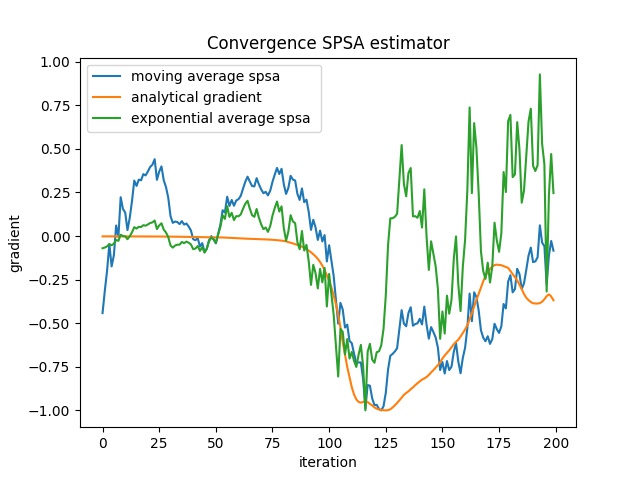 Convergence SPSA estimator
moving average spsa
analytical gradient
exponential average spsa
1.00
0.75
0.50
0.25
0.00
−0.25
−0.50
−0.75
−1.00
gradient
0 25 50 75 100 125 150 175 200
iteration